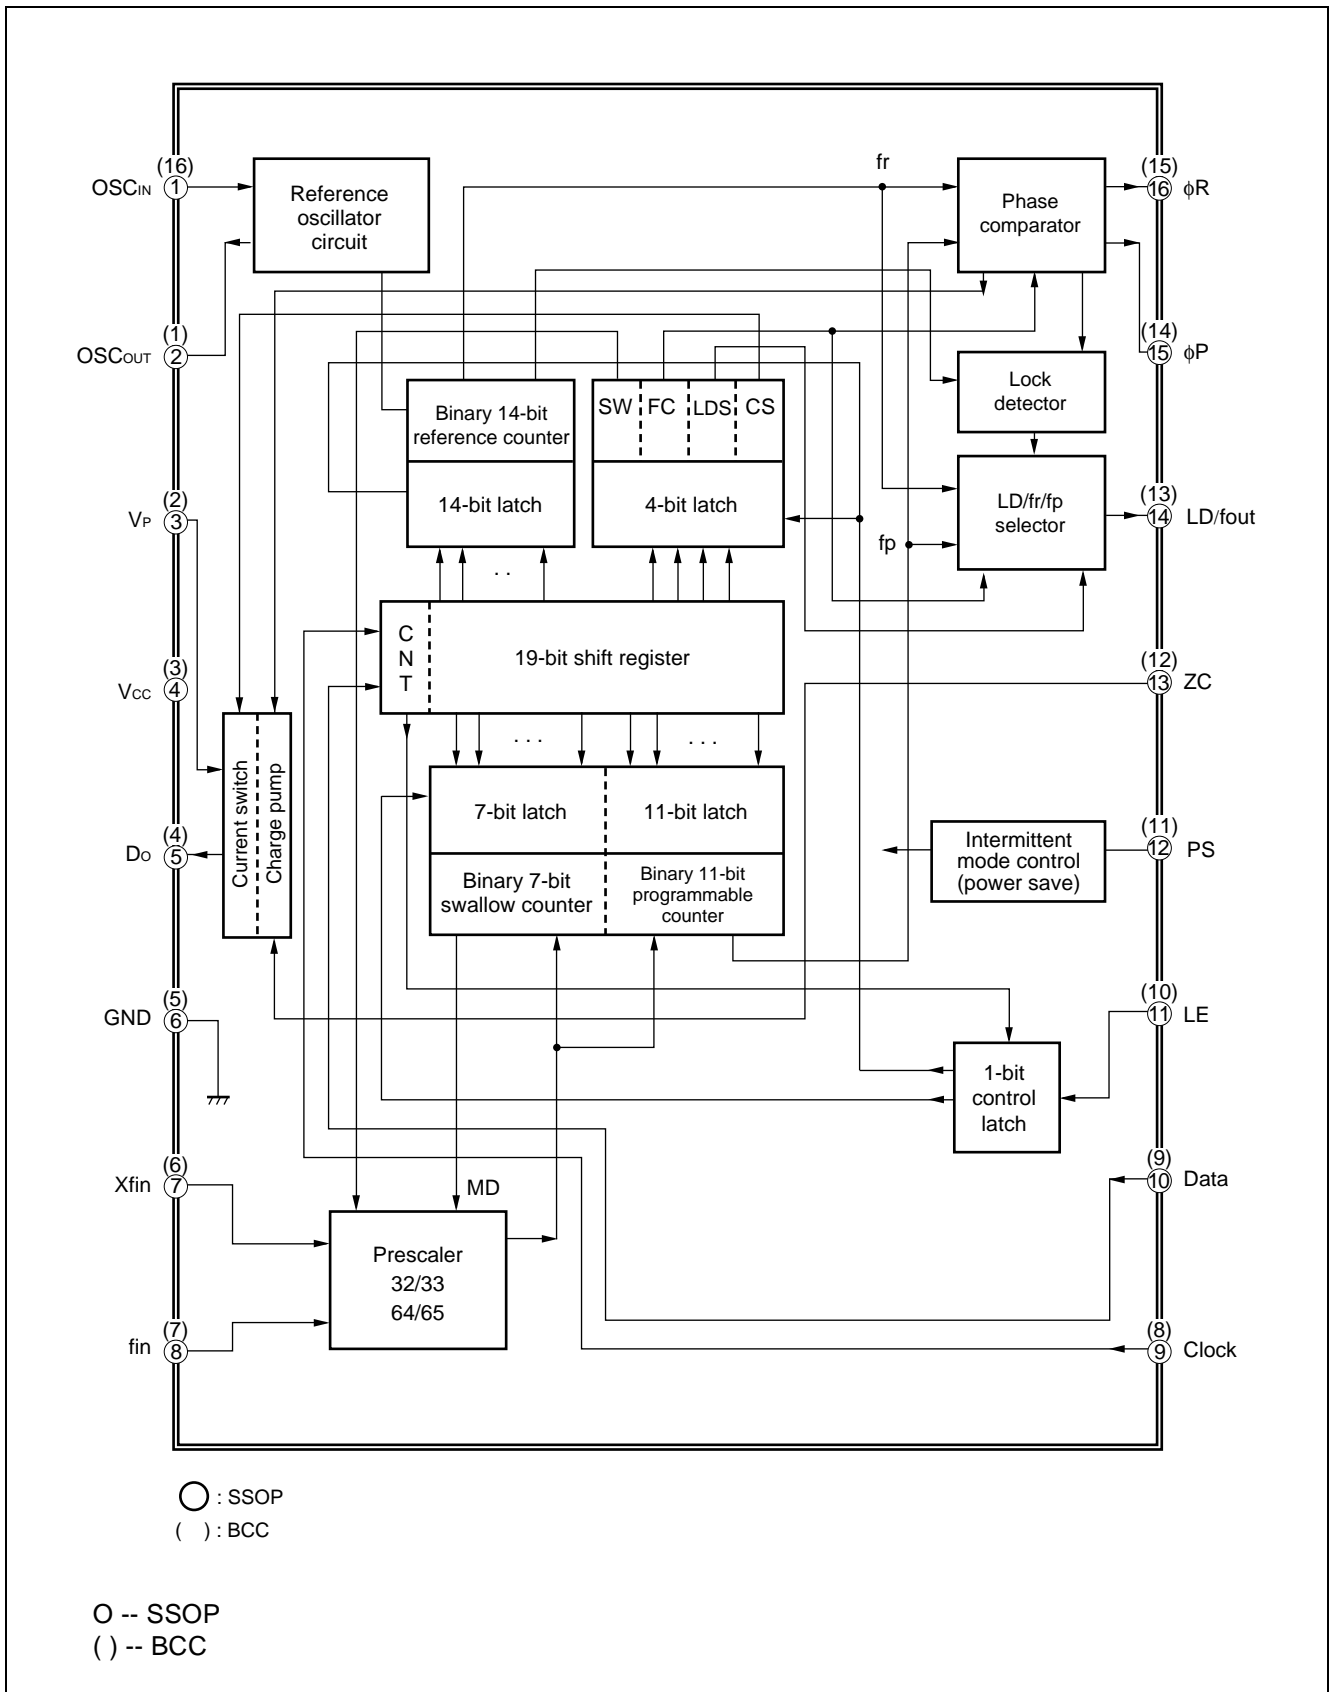 (16)
OSCIN 1
Reference
oscillator
circuit
fr
Phase
comparator
(15)
16 ϕR
(1)
OSCOUT 2
(14)
15 ϕP
Lock
detector
Binary 14-bit
reference counter
SW FC LDS CS
14-bit latch
4-bit latch
LD/fr/fp
selector
(13)
14 LD/fout
(2)
VP 3
fp
. .
C
N
T
19-bit shift register
(3)
VCC 4
(12)
13 ZC
. . .
. . .
Current switch
Charge pump
7-bit latch
11-bit latch
(4)
DO 5
Intermittent
mode control
(power save)
(11)
12 PS
Binary 7-bit
swallow counter
Binary 11-bit
programmable
counter
(5)
GND 6
(10)
11 LE
1-bit
control
latch
(6)
Xfin 7
MD
(9)
10 Data
Prescaler
32/33
64/65
(7)
fin 8
(8)
9 Clock
: SSOP
( ) : BCC
O -- SSOP
( ) -- BCC